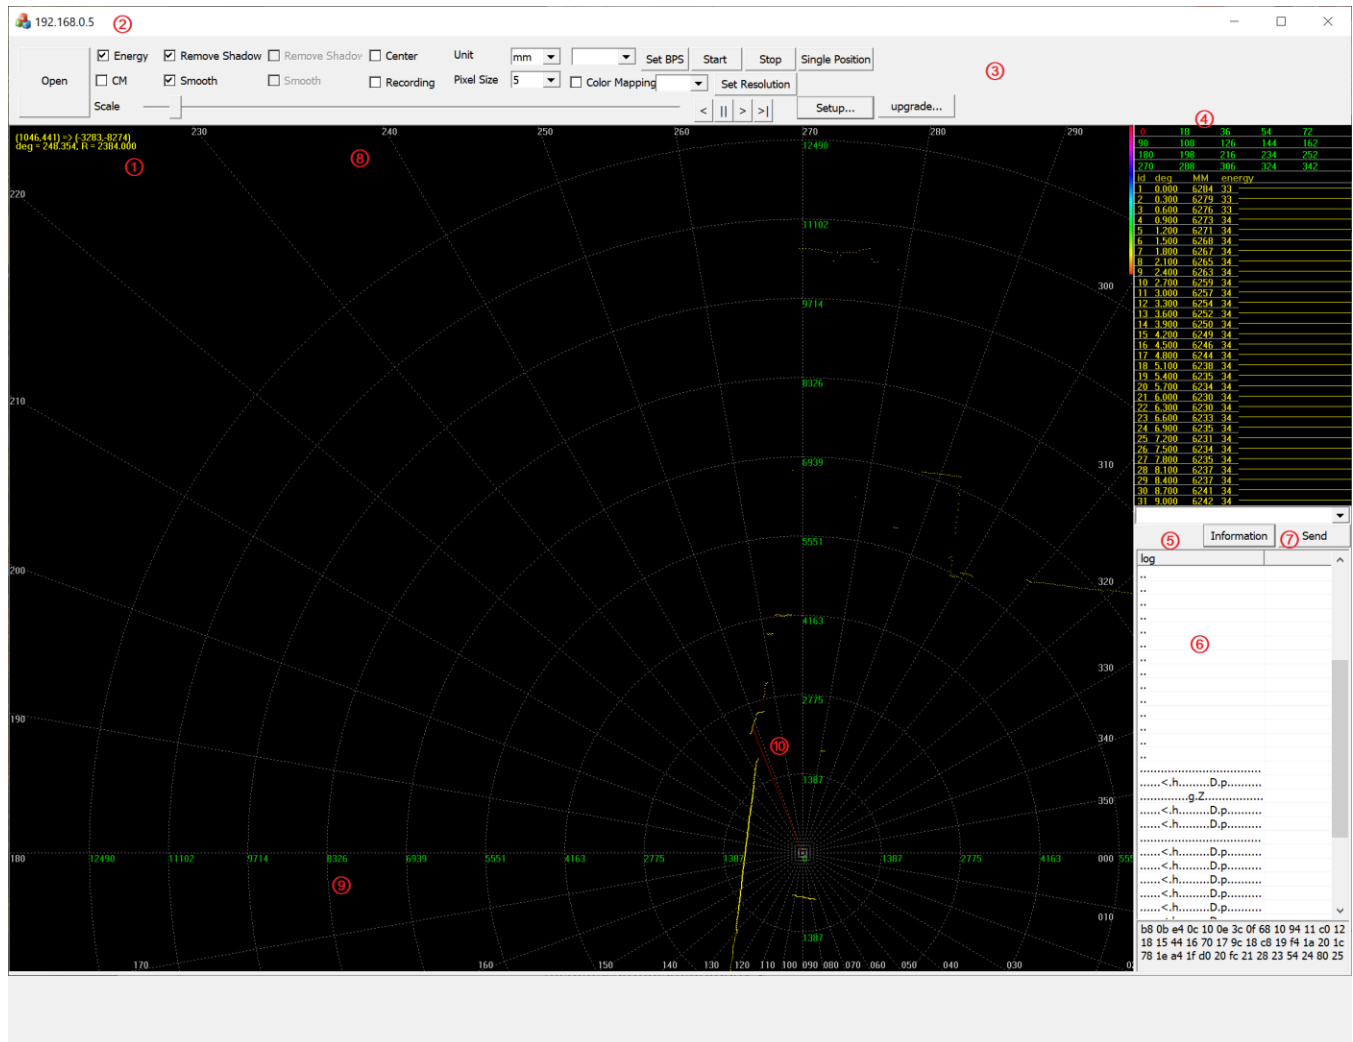 192.168.0.5 ②
Open
Energy Remove Shadow Remove Shadow Center Unit mm Set BPS Start Stop Single Position
CM Smooth Smooth Recording Pixel Size 5 Color Mapping Set Resolution
③
Scale < || > >| Setup... upgrade...
(1046,441) => (-3283,-8274)
deg = 248.354, R = 2384.000
①
⑧
230 240 250 260 270 280 290
12490
220
11102
300
9714
8326
210
6939
310
5551
200
320
4163
330
2775
190
340
⑩
1387
350
180 12490 11102 9714 8326 6939 5551 4163 2775 1387 0 1387 2775 4163 000 555
⑨
010
1387
170 160 150 140 130 120 110 100 090 080 070 060 050 040 030 02
④
0 18 36 54 72
90 108 126 144 162
180 198 216 234 252
270 288 306 324 342
id deg MM energy
1 0.000 6284 33
2 0.300 6279 33
3 0.600 6276 33
4 0.900 6273 34
5 1.200 6271 34
6 1.500 6268 34
7 1.800 6267 34
8 2.100 6265 34
9 2.400 6263 34
10 2.700 6259 34
11 3.000 6257 34
12 3.300 6254 34
13 3.600 6252 34
14 3.900 6250 34
15 4.200 6249 34
16 4.500 6246 34
17 4.800 6244 34
18 5.100 6238 34
19 5.400 6235 34
20 5.700 6234 34
21 6.000 6230 34
22 6.300 6230 34
23 6.600 6233 34
24 6.900 6235 34
25 7.200 6231 34
26 7.500 6234 34
27 7.800 6235 34
28 8.100 6237 34
29 8.400 6237 34
30 8.700 6241 34
31 9.000 6242 34
⑤ Information ⑦ Send
log
..
..
..
..
..
⑥
..
..
..
..
..
..
..
..
..
...................................
......<.h.........D.p..........
..............g.Z.................
......<.h.........D.p..........
......<.h.........D.p..........
...................................
......<.h.........D.p..........
......<.h.........D.p..........
......<.h.........D.p..........
......<.h.........D.p..........
......<.h.........D.p..........
......<.h.........D.p..........
b8 0b e4 0c 10 0e 3c 0f 68 10 94 11 c0 12
18 15 44 16 70 17 9c 18 c8 19 f4 1a 20 1c
78 1e a4 1f d0 20 fc 21 28 23 54 24 80 25